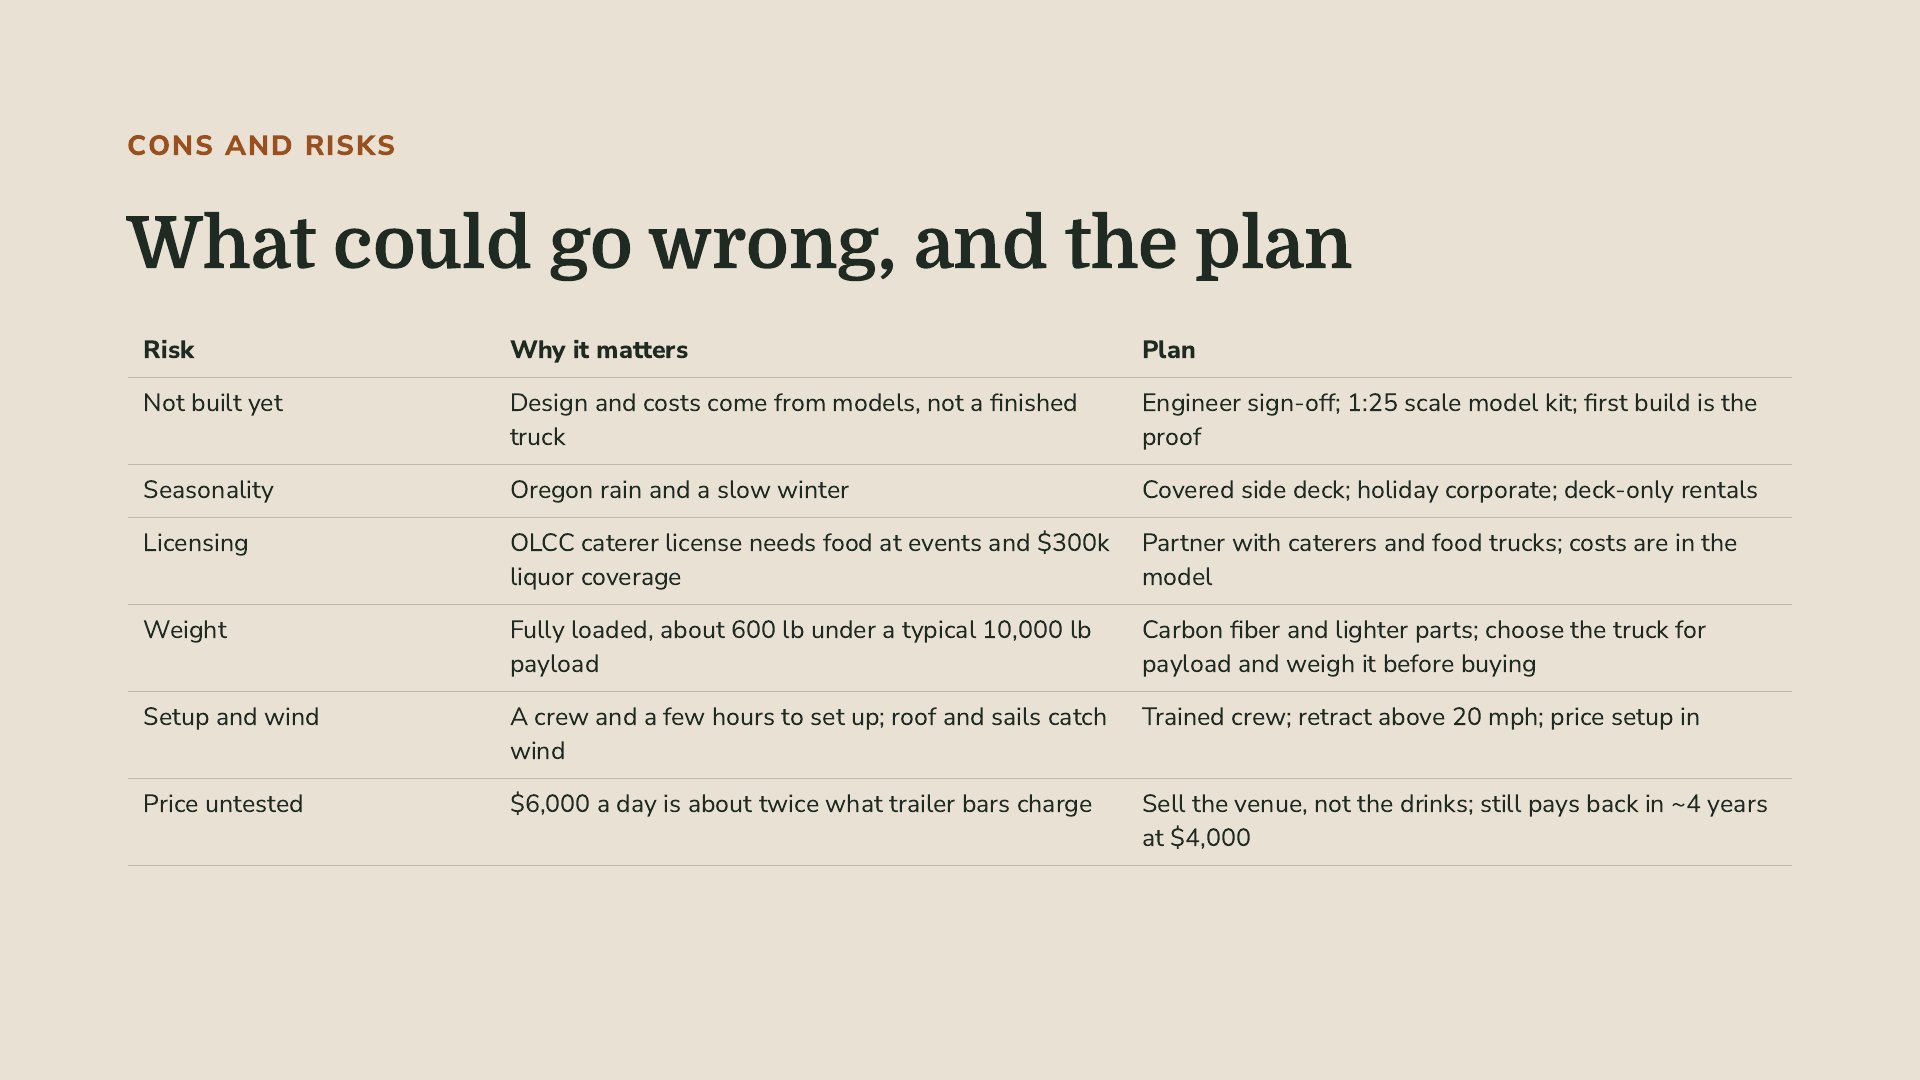 CONS AND RISKS
What could go wrong, and the plan
Risk Why it matters Plan
Not built yet Design and costs come from models, not a finished Engineer sign-off; 1:25 scale model kit; first build is the
truck proof
Seasonality Oregon rain and a slow winter Covered side deck; holiday corporate; deck-only rentals
Licensing OLCC caterer license needs food at events and $300k Partner with caterers and food trucks; costs are in the
liquor coverage model
Weight Fully loaded, about 600 lb under a typical 10,000 lb Carbon fiber and lighter parts; choose the truck for
payload payload and weigh it before buying
Setup and wind A crew and a few hours to set up; roof and sails catch Trained crew; retract above 20 mph; price setup in
wind
Price untested $6,000 a day is about twice what trailer bars charge Sell the venue, not the drinks; still pays back in ~4 years
at $4,000